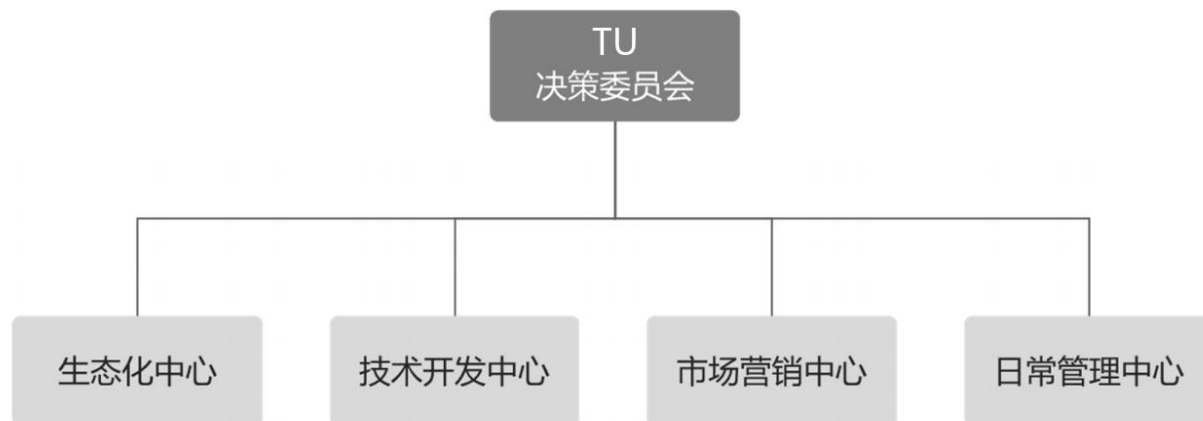 TU
决策委员会
生态化中心
技术开发中心
市场营销中心
日常管理中心